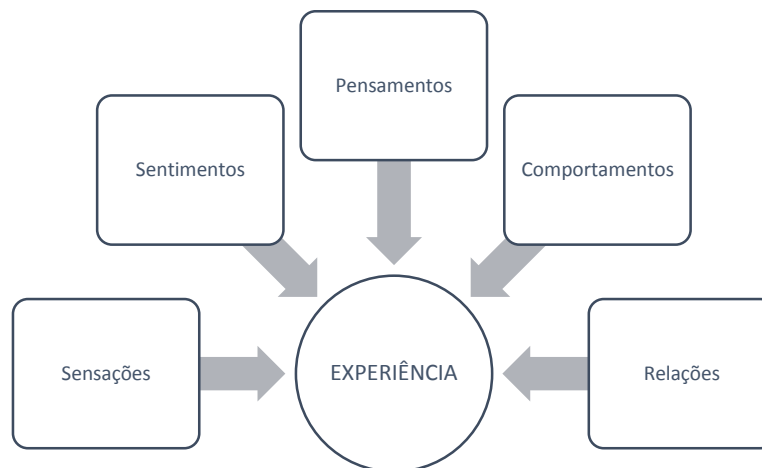 Pensamentos
Sentimentos
Comportamentos
Sensações
EXPERIÊNCIA
Relações